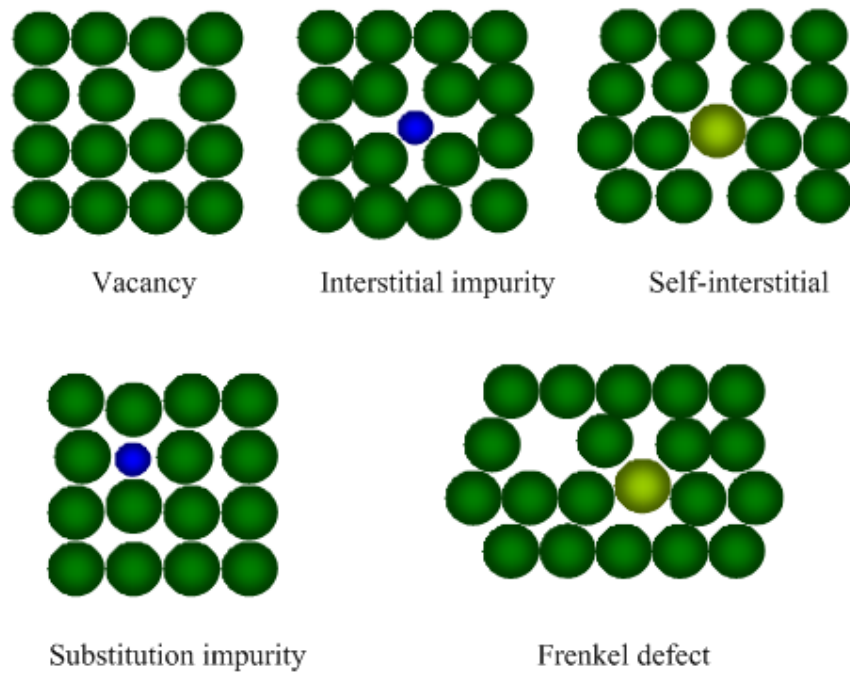 Vacancy
Interstitial impurity
Self-interstitial
Substitution impurity
Frenkel defect